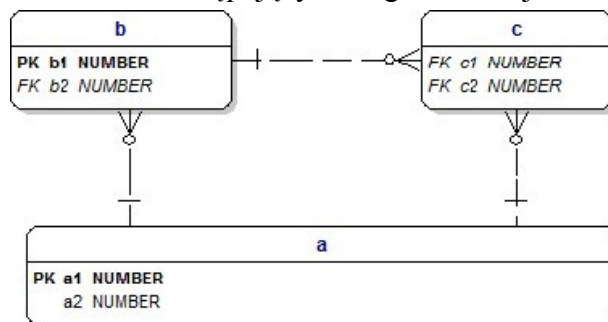 b
PK b1 NUMBER
FK b2 NUMBER
c
FK c1 NUMBER
FK c2 NUMBER
a
PK a1 NUMBER
a2 NUMBER